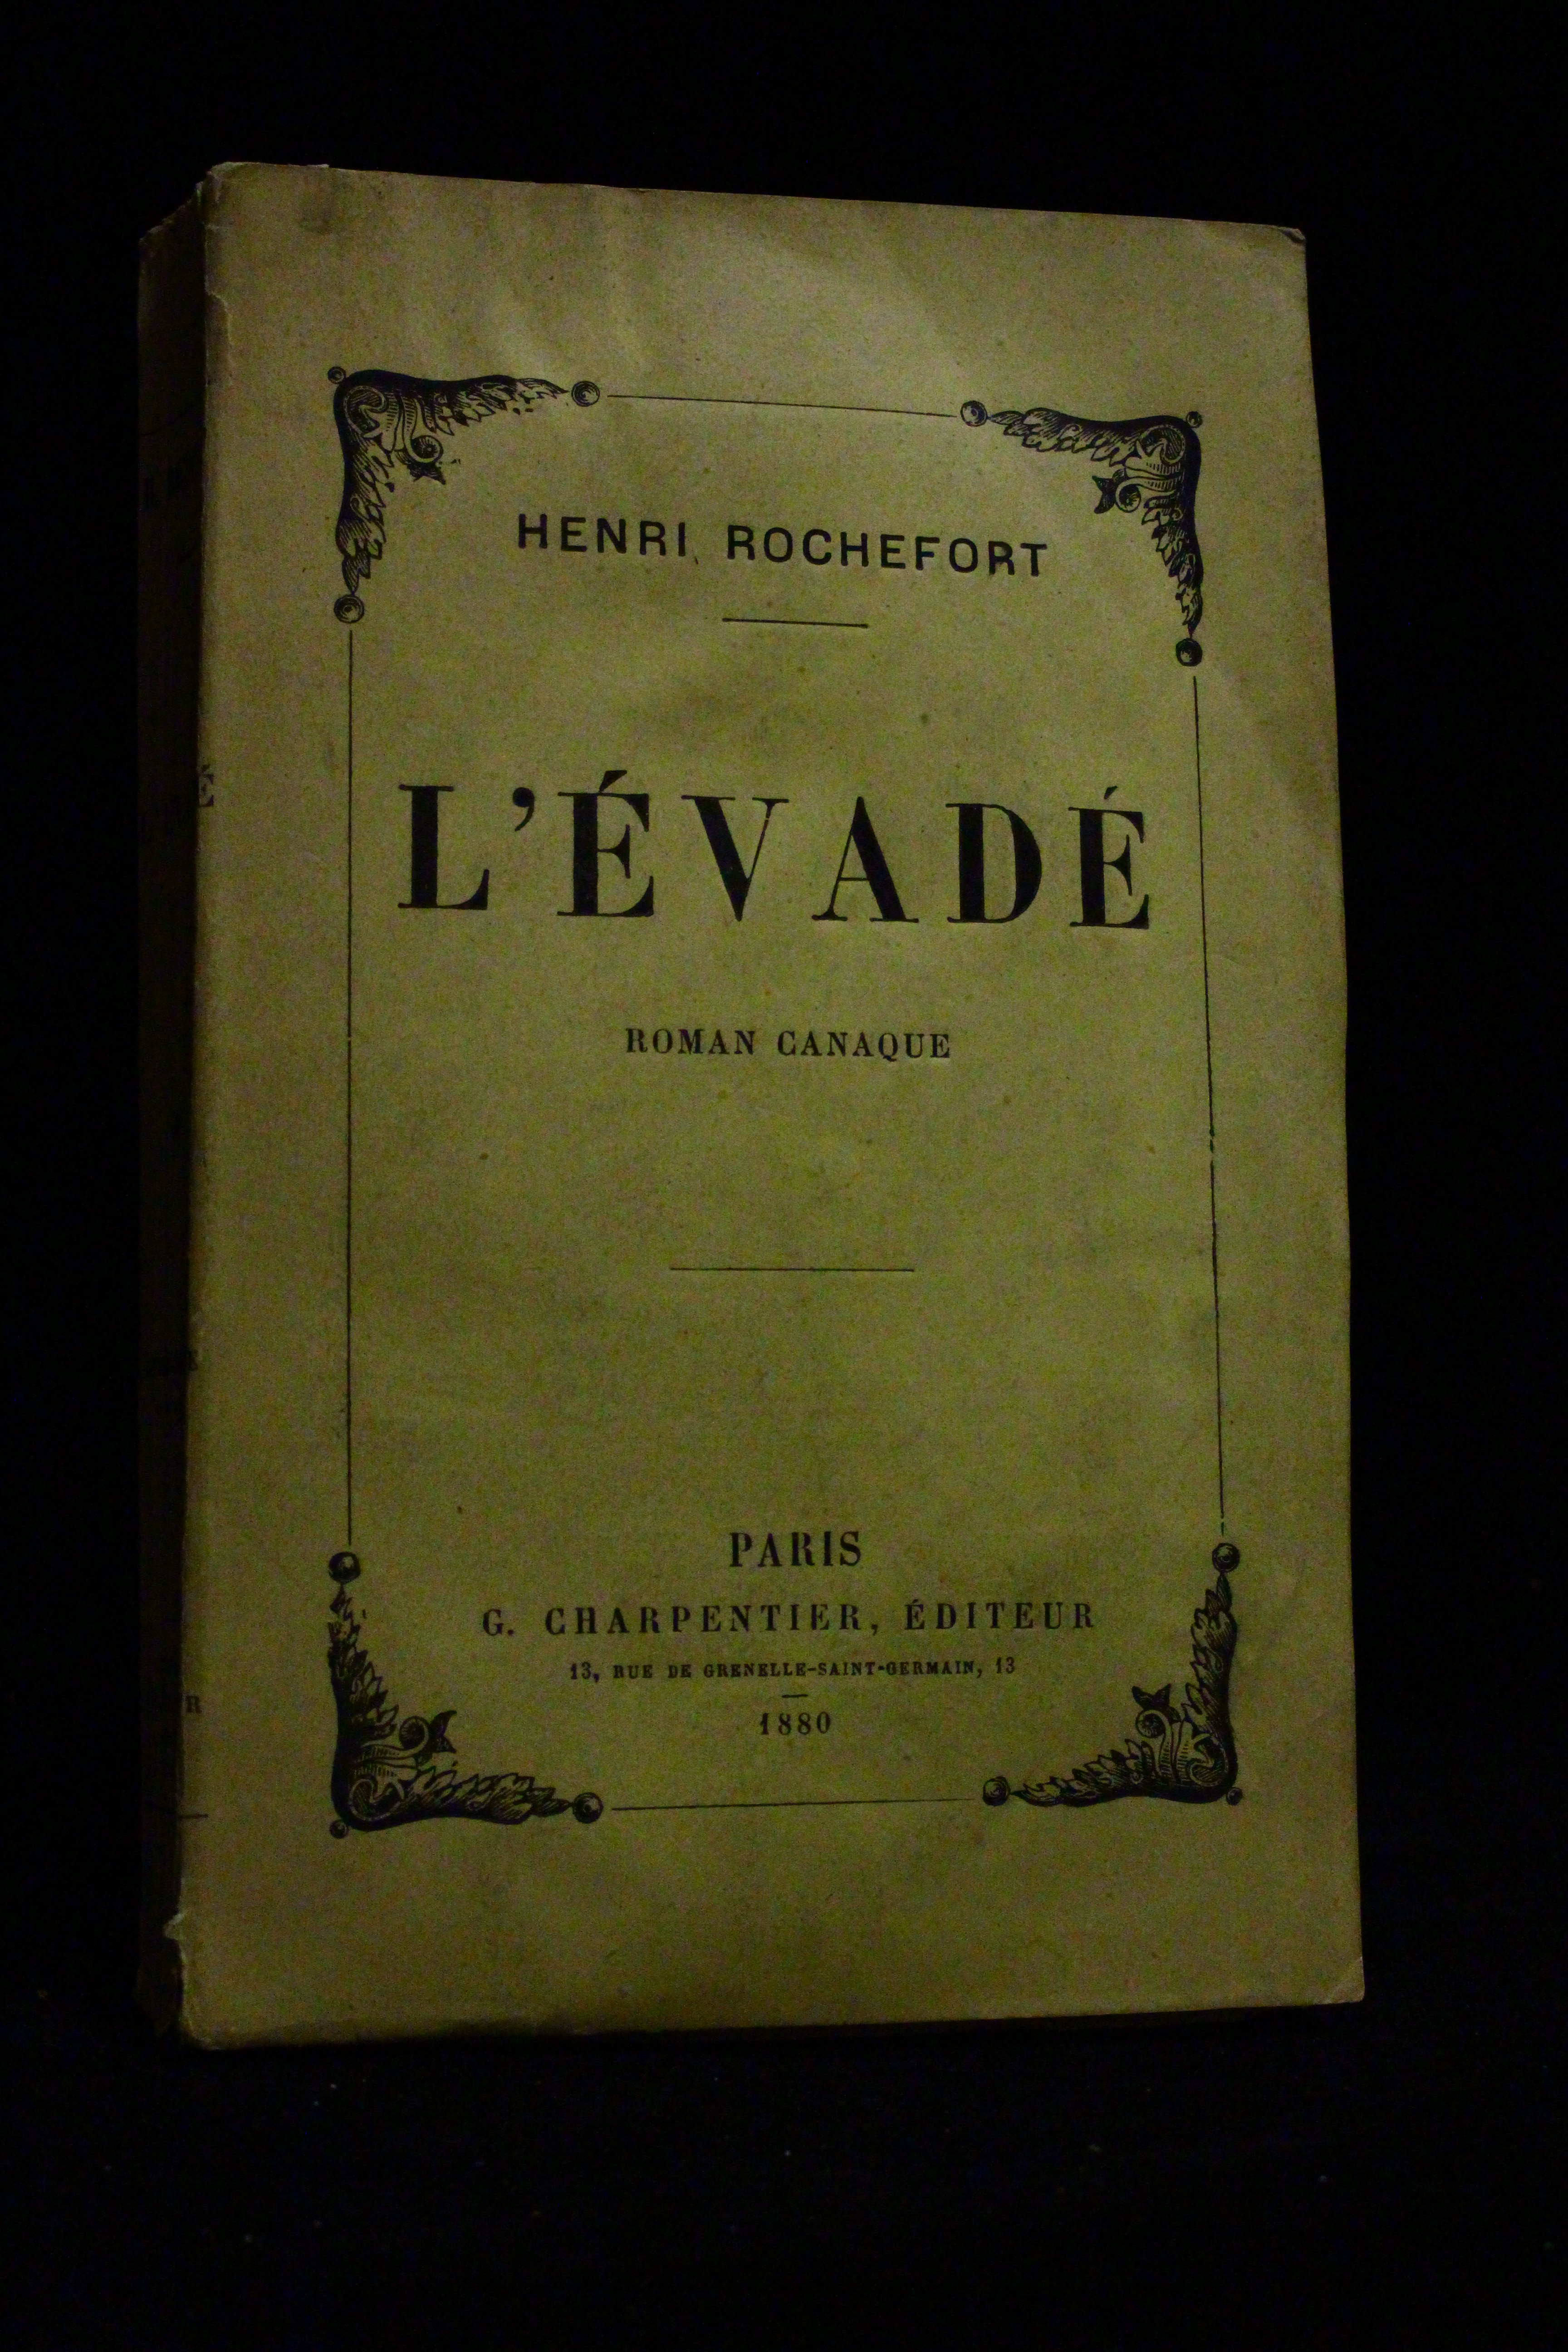 HENRI ROCHEFORT
L'ÉVADÉ
ROMAN CANAQUE
PARIS
G. CHARPENTIER, ÉDITEUR
13, RUE DE GRENELLE-SAINT-GERMAIN, 13
1880